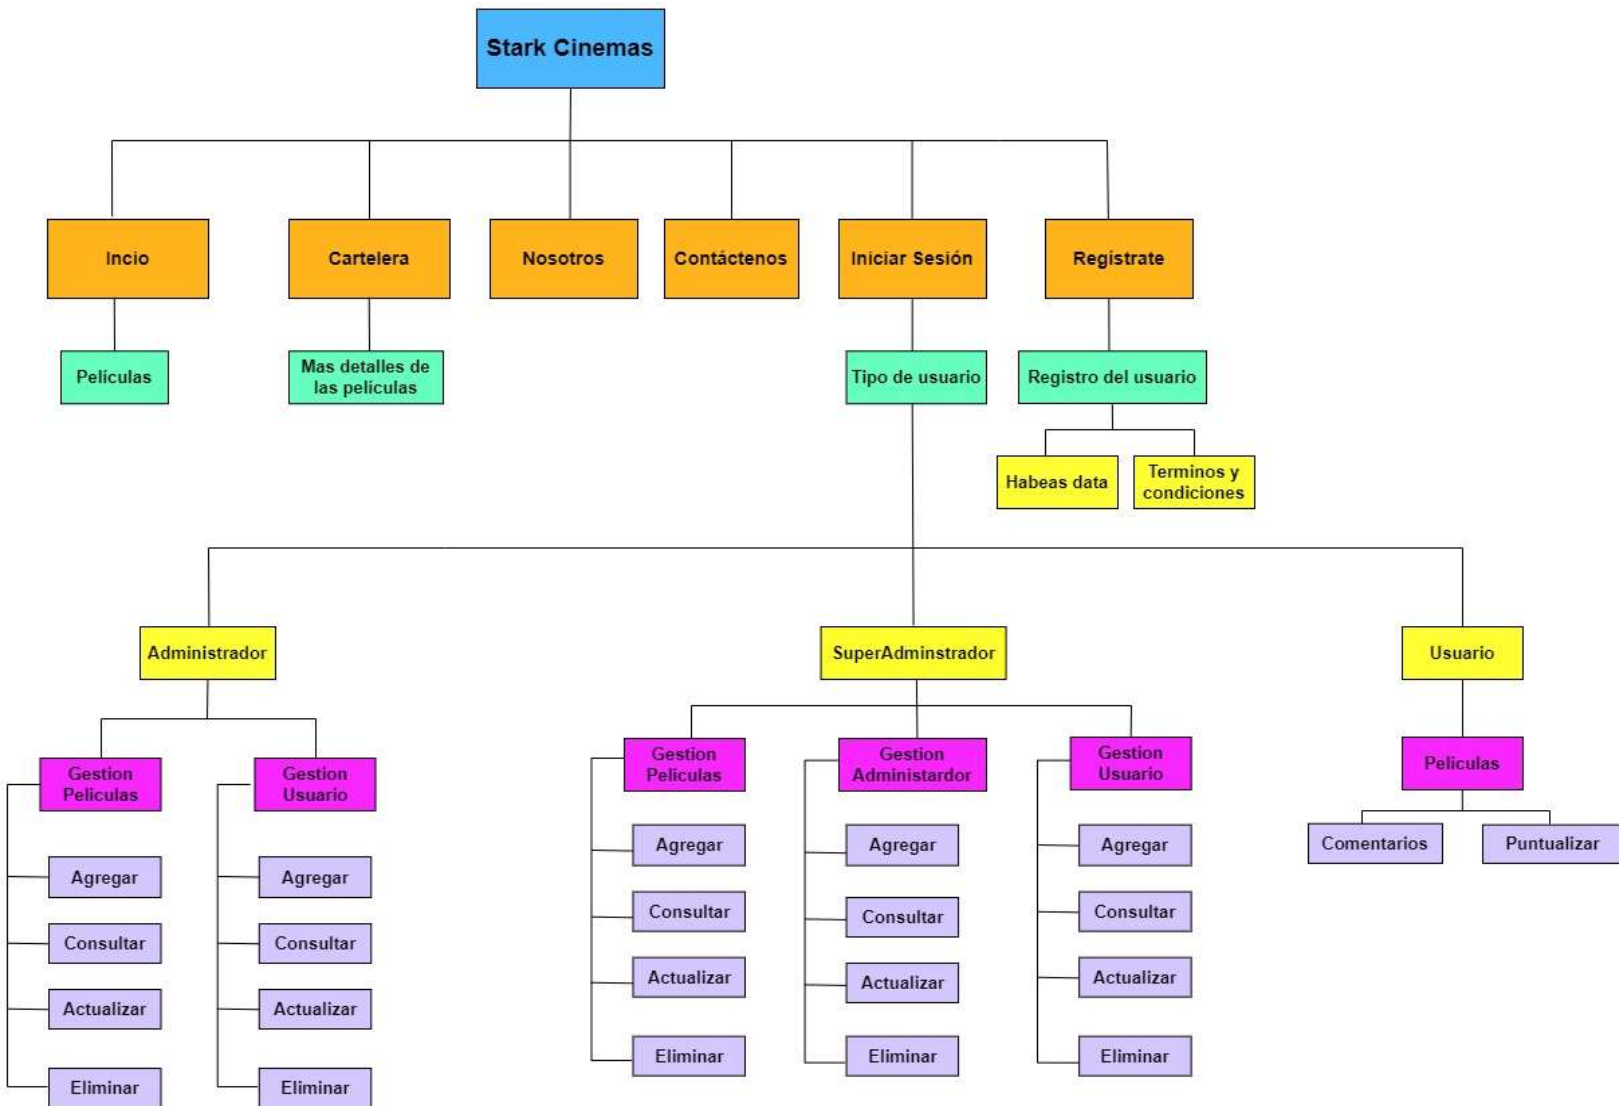 Stark Cinemas
Incio
Cartelera
Nosotros
Contáctenos
Iniciar Sesión
Registrate
Películas
Mas detalles de
las películas
Tipo de usuario
Registro del usuario
Habeas data
Terminos y
condiciones
Administrador
SuperAdminstrador
Usuario
Gestion
Peliculas
Gestion
Usuario
Gestion
Peliculas
Gestion
Administardor
Gestion
Usuario
Peliculas
Agregar
Consultar
Actualizar
Eliminar
Agregar
Consultar
Actualizar
Eliminar
Agregar
Consultar
Actualizar
Eliminar
Agregar
Consultar
Actualizar
Eliminar
Agregar
Consultar
Actualizar
Eliminar
Comentarios
Puntualizar